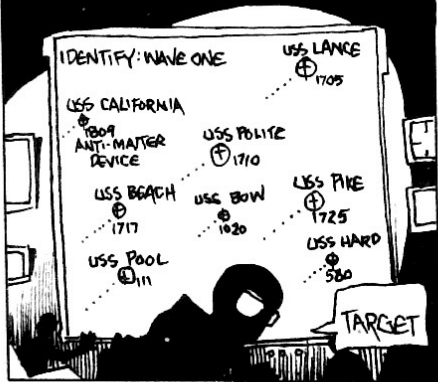 IDENTIFY: WAVE ONE
USS LANCE
1705
USS CALIFORNIA
1809
ANTI-MATTER
DEVICE
USS POLITE
1710
USS BEACH
1717
USS BOW
1020
USS PIKE
1725
USS POOL
111
USS HARD
580
TARGET